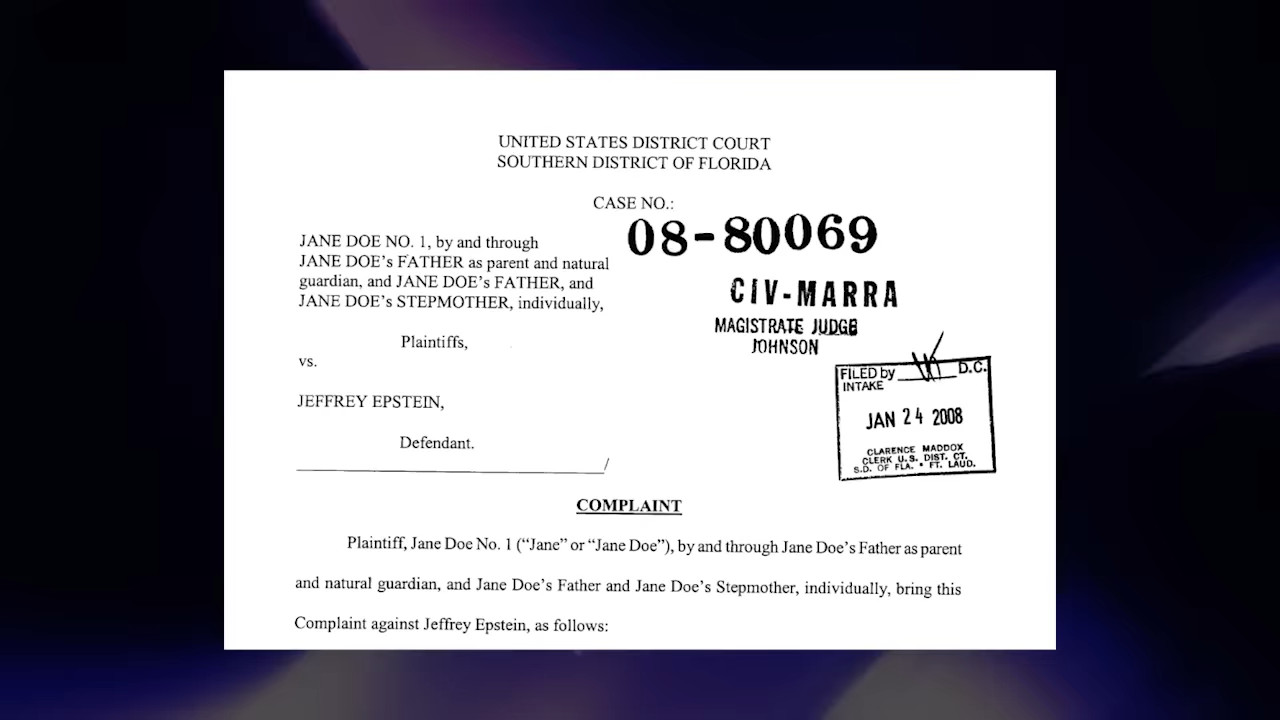 UNITED STATES DISTRICT COURT
SOUTHERN DISTRICT OF FLORIDA
CASE NO.:
08-80069
CIV-MARRA
MAGISTRATE JUDGE
JOHNSON
JANE DOE NO. 1, by and through
JANE DOE's FATHER as parent and natural
guardian, and JANE DOE's FATHER, and
JANE DOE's STEPMOTHER, individually,
Plaintiffs,
vs.
JEFFREY EPSTEIN,
Defendant.
/
FILED by D.C.
INTAKE
JAN 24 2008
CLARENCE MADDOX
CLERK U.S. DIST. CT.
S.D. OF FLA. • FT. LAUD.
COMPLAINT
Plaintiff, Jane Doe No. 1 (“Jane” or “Jane Doe”), by and through Jane Doe's Father as parent
and natural guardian, and Jane Doe's Father and Jane Doe's Stepmother, individually, bring this
Complaint against Jeffrey Epstein, as follows: